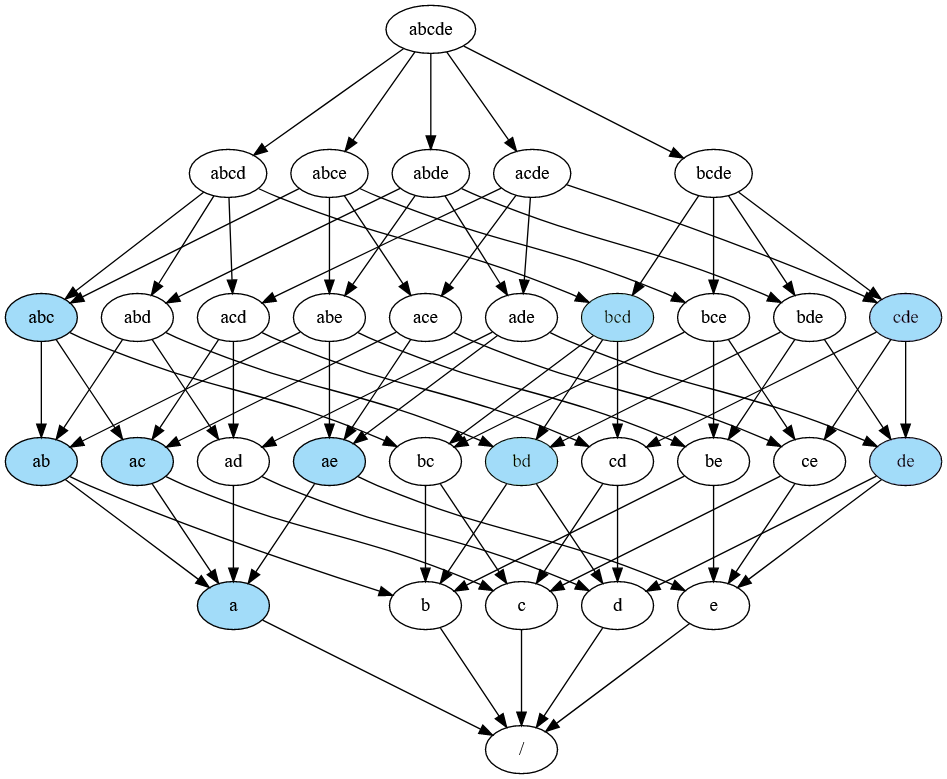 abcde
abcd abce abde acde bcde
abc abd acd abe ace ade bcd bce bde cde
ab ac ad ae bc bd cd be ce de
a b c d e
/